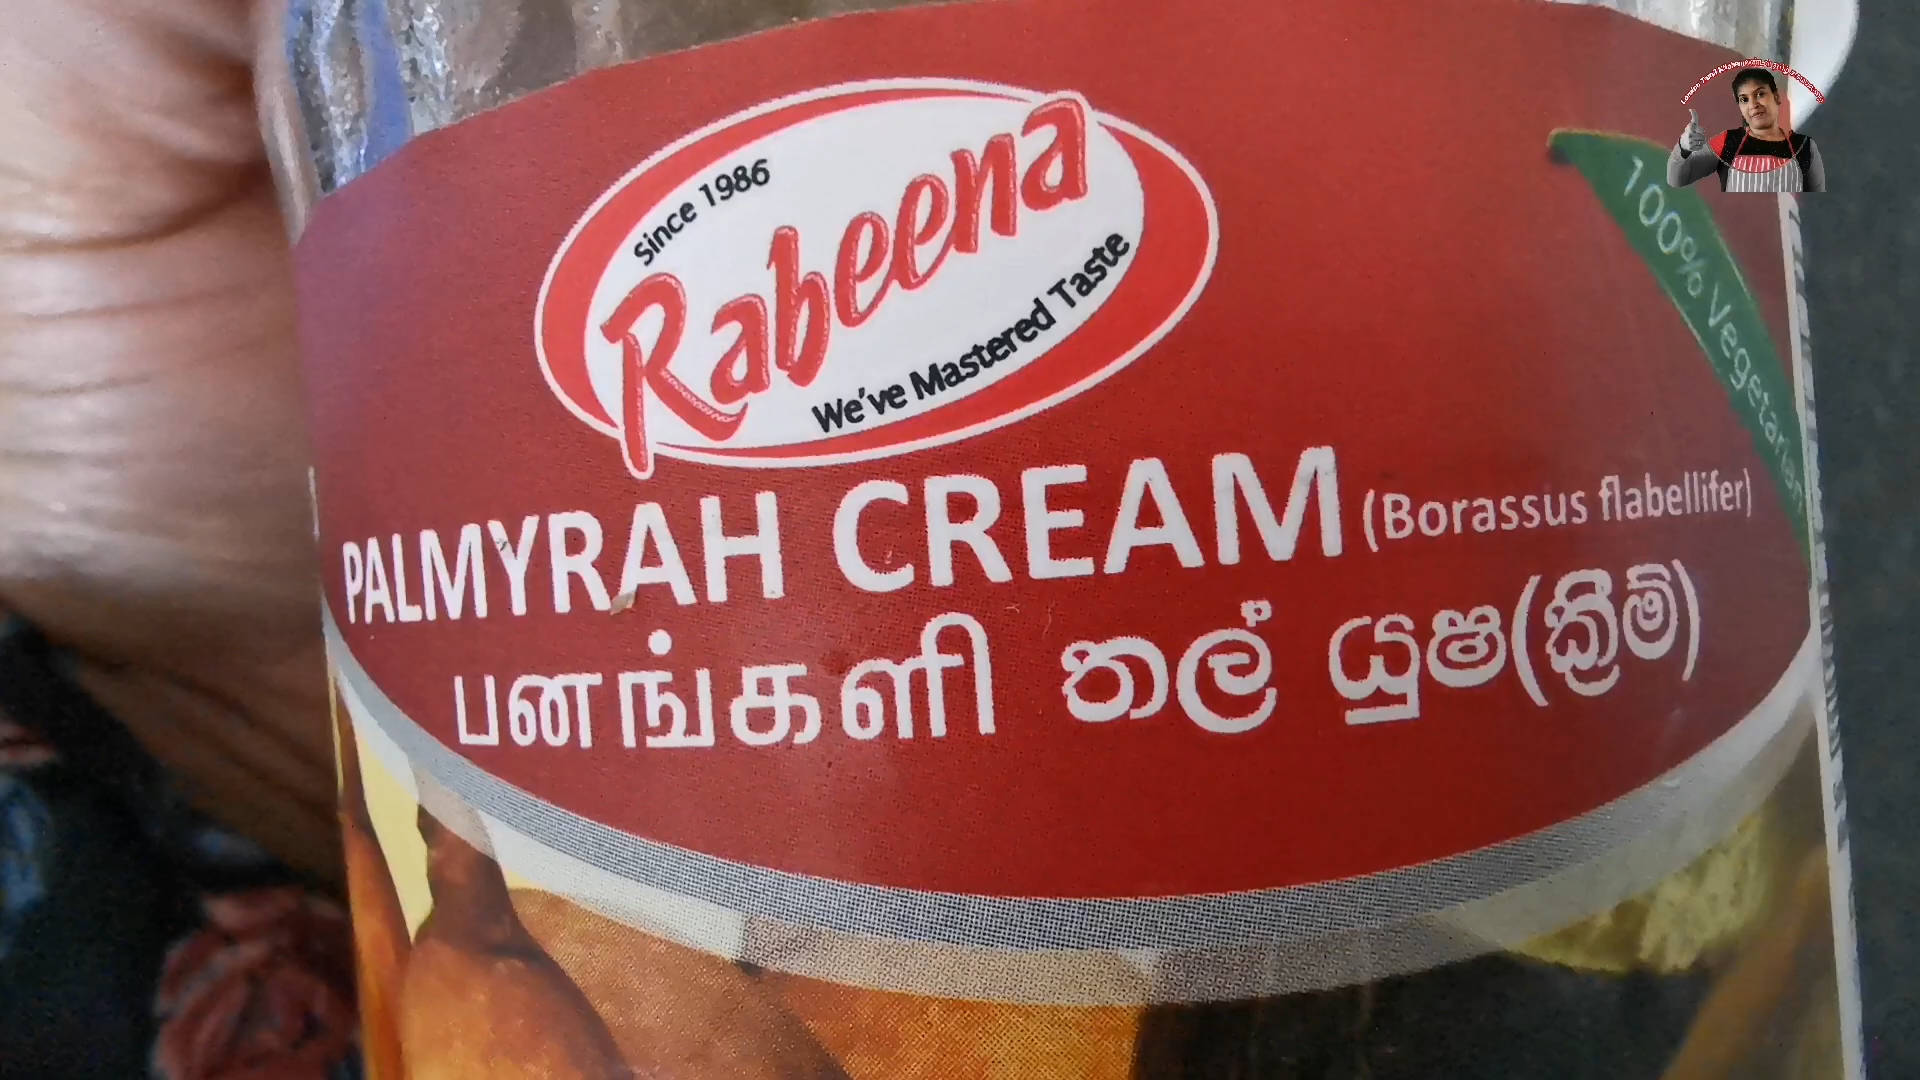 Since 1986
Rabeena
We've Mastered Taste
100% Vegetarian
PALMYRAH CREAM (Borassus flabellifer)
பனங்களி තල් යුෂ (ක්‍රීම්)